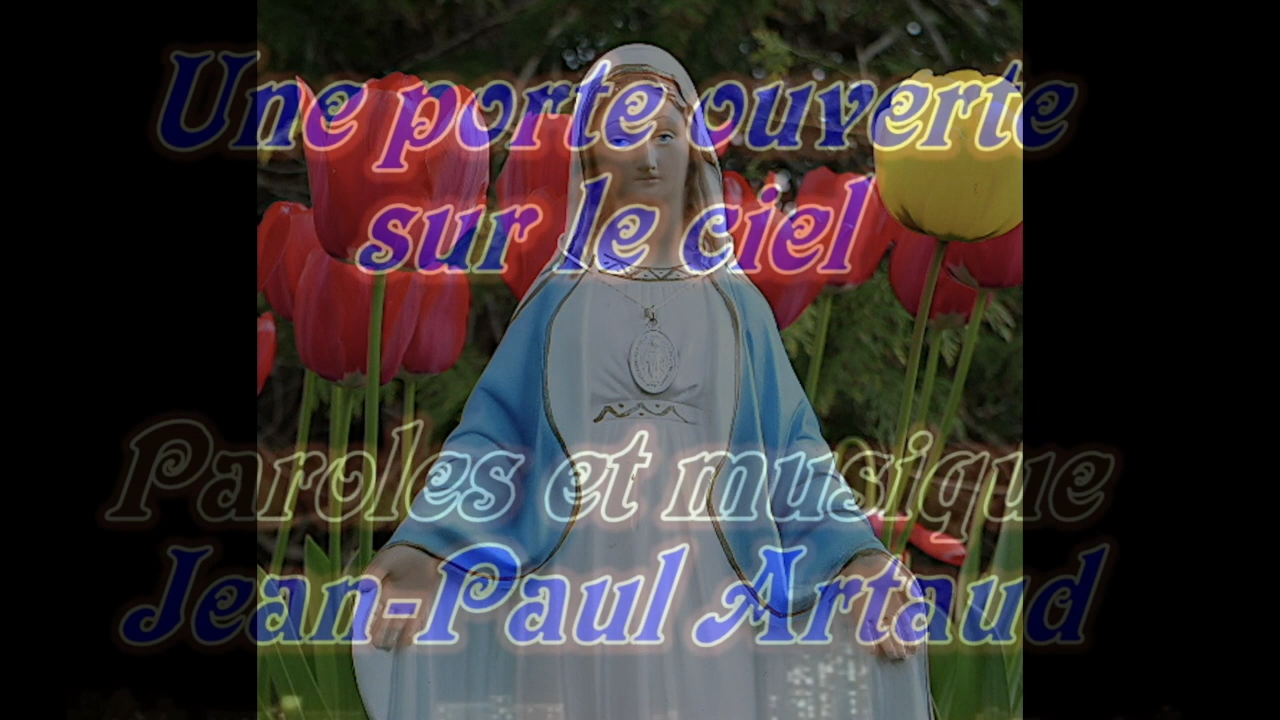 Une porte ouverte
sur le ciel
Paroles et musique
Jean-Paul Artaud